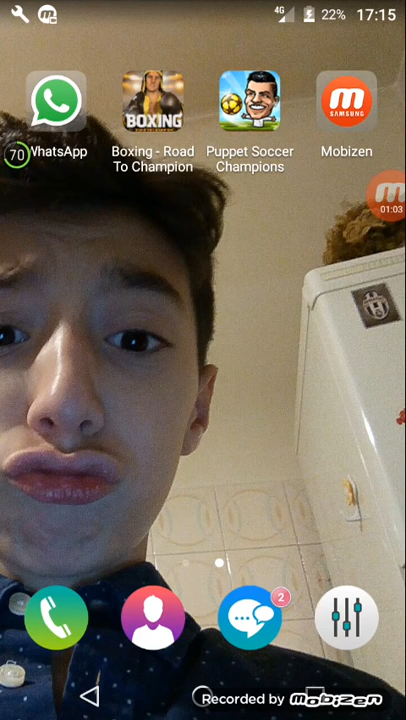 4G 22% 17:15
BOXING
m
SAMSUNG
70
WhatsApp
Boxing - Road
To Champion
Puppet Soccer
Champions
Mobizen
01:03
2
Recorded by mobizen